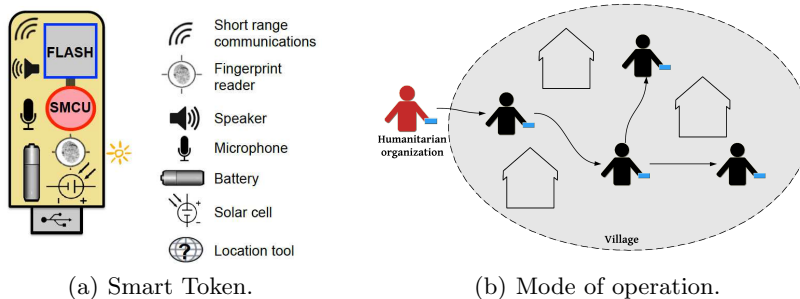 FLASH
SMCU
Short range
communications
Fingerprint
reader
Speaker
Microphone
Battery
Solar cell
Location tool
?
Humanitarian
organization
Village
(a) Smart Token.
(b) Mode of operation.